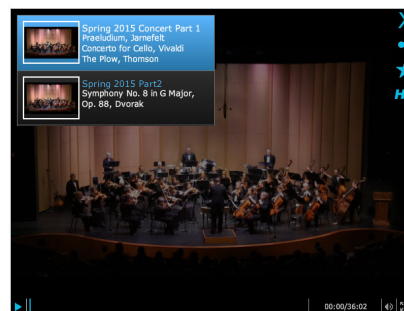 Spring 2015 Concert Part 1
Praeludium, Jarnefelt
Concerto for Cello, Vivaldi
The Plow, Thomson
Spring 2015 Part2
Symphony No. 8 in G Major,
Op. 88, Dvorak
00:00/36:02